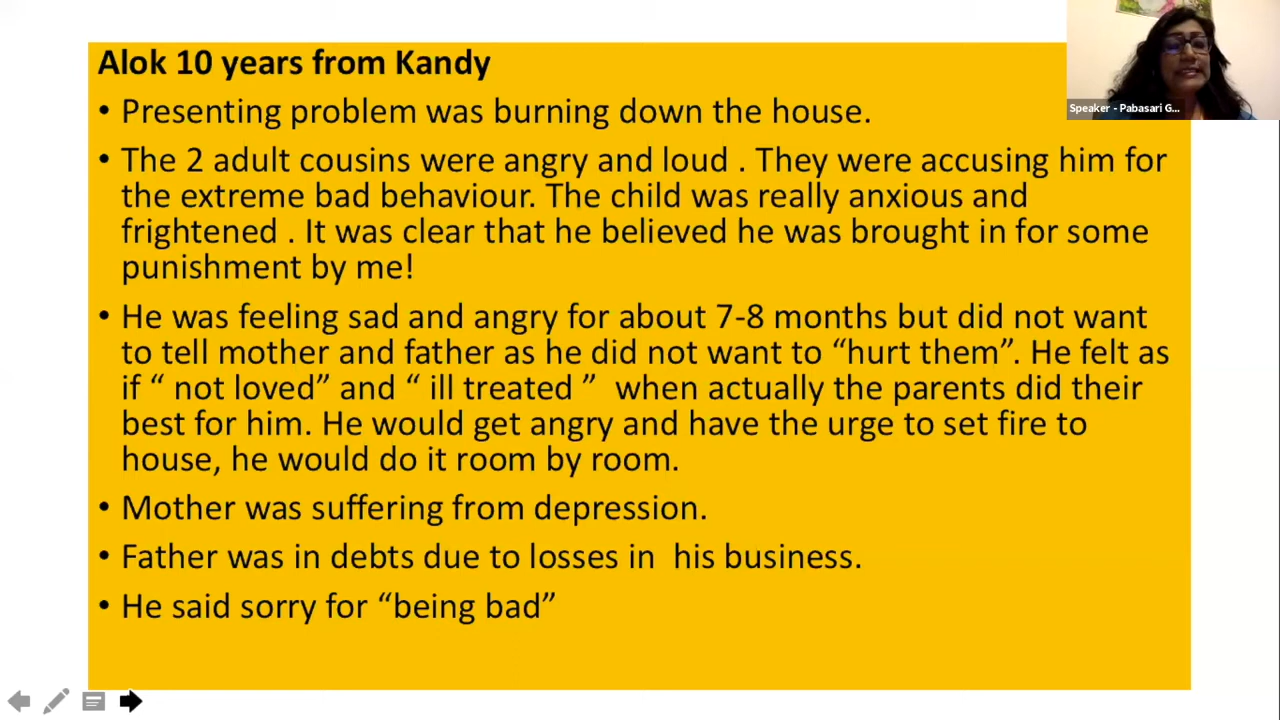 Alok 10 years from Kandy
• Presenting problem was burning down the house.
• The 2 adult cousins were angry and loud . They were accusing him for
the extreme bad behaviour. The child was really anxious and
frightened . It was clear that he believed he was brought in for some
punishment by me!
• He was feeling sad and angry for about 7-8 months but did not want
to tell mother and father as he did not want to “hurt them”. He felt as
if “ not loved” and “ ill treated ”  when actually the parents did their
best for him. He would get angry and have the urge to set fire to
house, he would do it room by room.
• Mother was suffering from depression.
• Father was in debts due to losses in  his business.
• He said sorry for “being bad”
Speaker - Pabasari G...